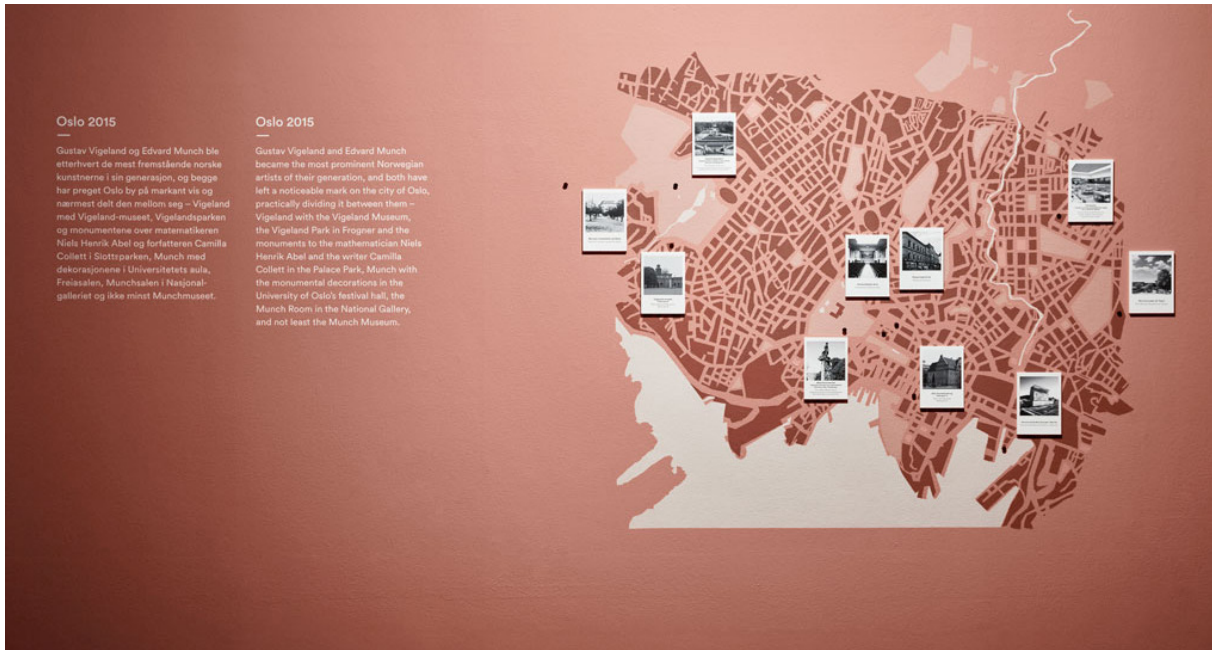 Oslo 2015
Gustav Vigeland og Edvard Munch ble
etterhvert de mest fremstående norske
kunstnerne i sin generasjon, og begge
har preget Oslo by på markant vis og
nærmest delt den mellom seg – Vigeland
med Vigeland-museet, Vigelandsparken
og monumentene over matematikeren
Niels Henrik Abel og forfatteren Camilla
Collett i Slottsparken, Munch med
dekorasjonene i Universitetets aula,
Freiasalen, Munchsalen i Nasjonal-
galleriet og ikke minst Munchmuseet.
Oslo 2015
Gustav Vigeland and Edvard Munch
became the most prominent Norwegian
artists of their generation, and both have
left a noticeable mark on the city of Oslo,
practically dividing it between them –
Vigeland with the Vigeland Museum,
the Vigeland Park in Frogner and the
monuments to the mathematician Niels
Henrik Abel and the writer Camilla
Collett in the Palace Park, Munch with
the monumental decorations in the
University of Oslo's festival hall, the
Munch Room in the National Gallery,
and not least the Munch Museum.